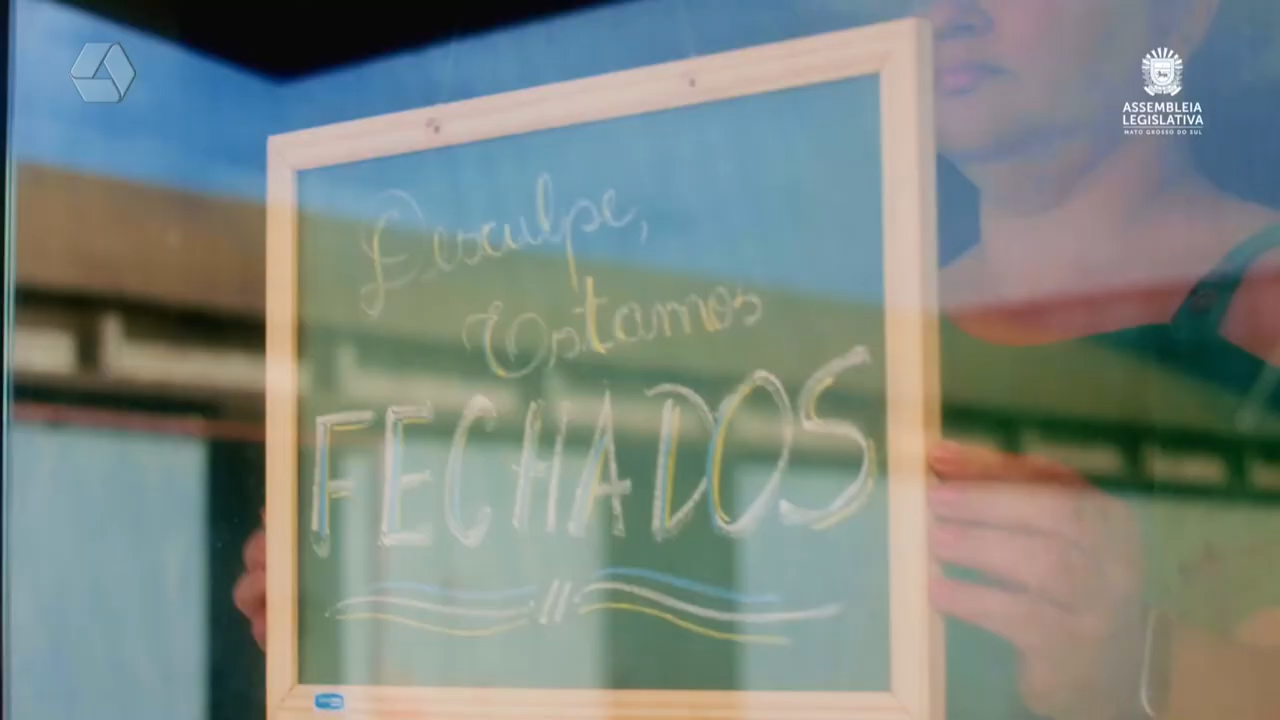 ASSEMBLEIA
LEGISLATIVA
MATO GROSSO DO SUL
Desculpe,
Estamos
FECHADOS